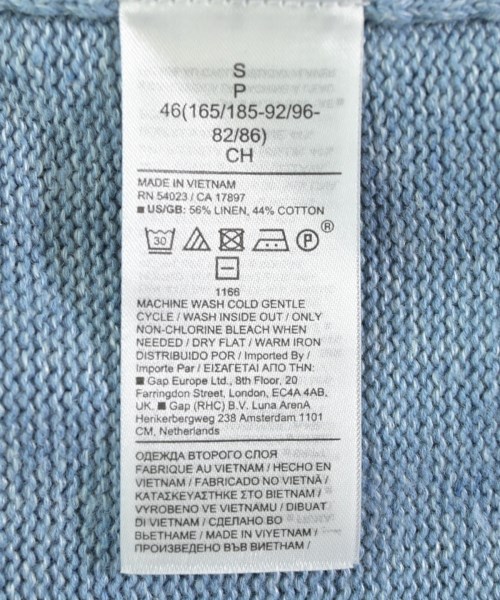 S
P
46(165/185-92/96-
82/86)
CH
MADE IN VIETNAM
RN 54023 / CA 17897
■ US/GB: 56% LINEN, 44% COTTON
30 P ®
1166
MACHINE WASH COLD GENTLE
CYCLE / WASH INSIDE OUT / ONLY
NON-CHLORINE BLEACH WHEN
NEEDED / DRY FLAT / WARM IRON
DISTRIBUIDO POR / Imported By /
Importe Par / ΕΙΣΑΓΕΤΑΙ ΑΠΟ ΤΗΝ:
■ Gap Europe Ltd., 8th Floor, 20
Farringdon Street, London, EC4A 4AB,
UK. ■ Gap (RHC) B.V. Luna ArenA
Herikerbergweg 238 Amsterdam 1101
CM, Netherlands
ОДЕЖДА ВТОРОГО СЛОЯ
FABRIQUE AU VIETNAM / HECHO EN
VIETNAM / FABRICADO NO VIETNÃ /
ΚΑΤΑΣΚΕΥΑΣΤΗΚΕ ΣΤΟ ΒΙΕΤΝΑΜ /
VYROBENO VE VIETNAMU / DIBUAT
DI VIETNAM / СДЕЛАНО ВО
ВЬЕТНАМЕ / MADE IN VIYETNAM /
ПРОИЗВЕДЕНО ВЪВ ВИЕТНАМ /